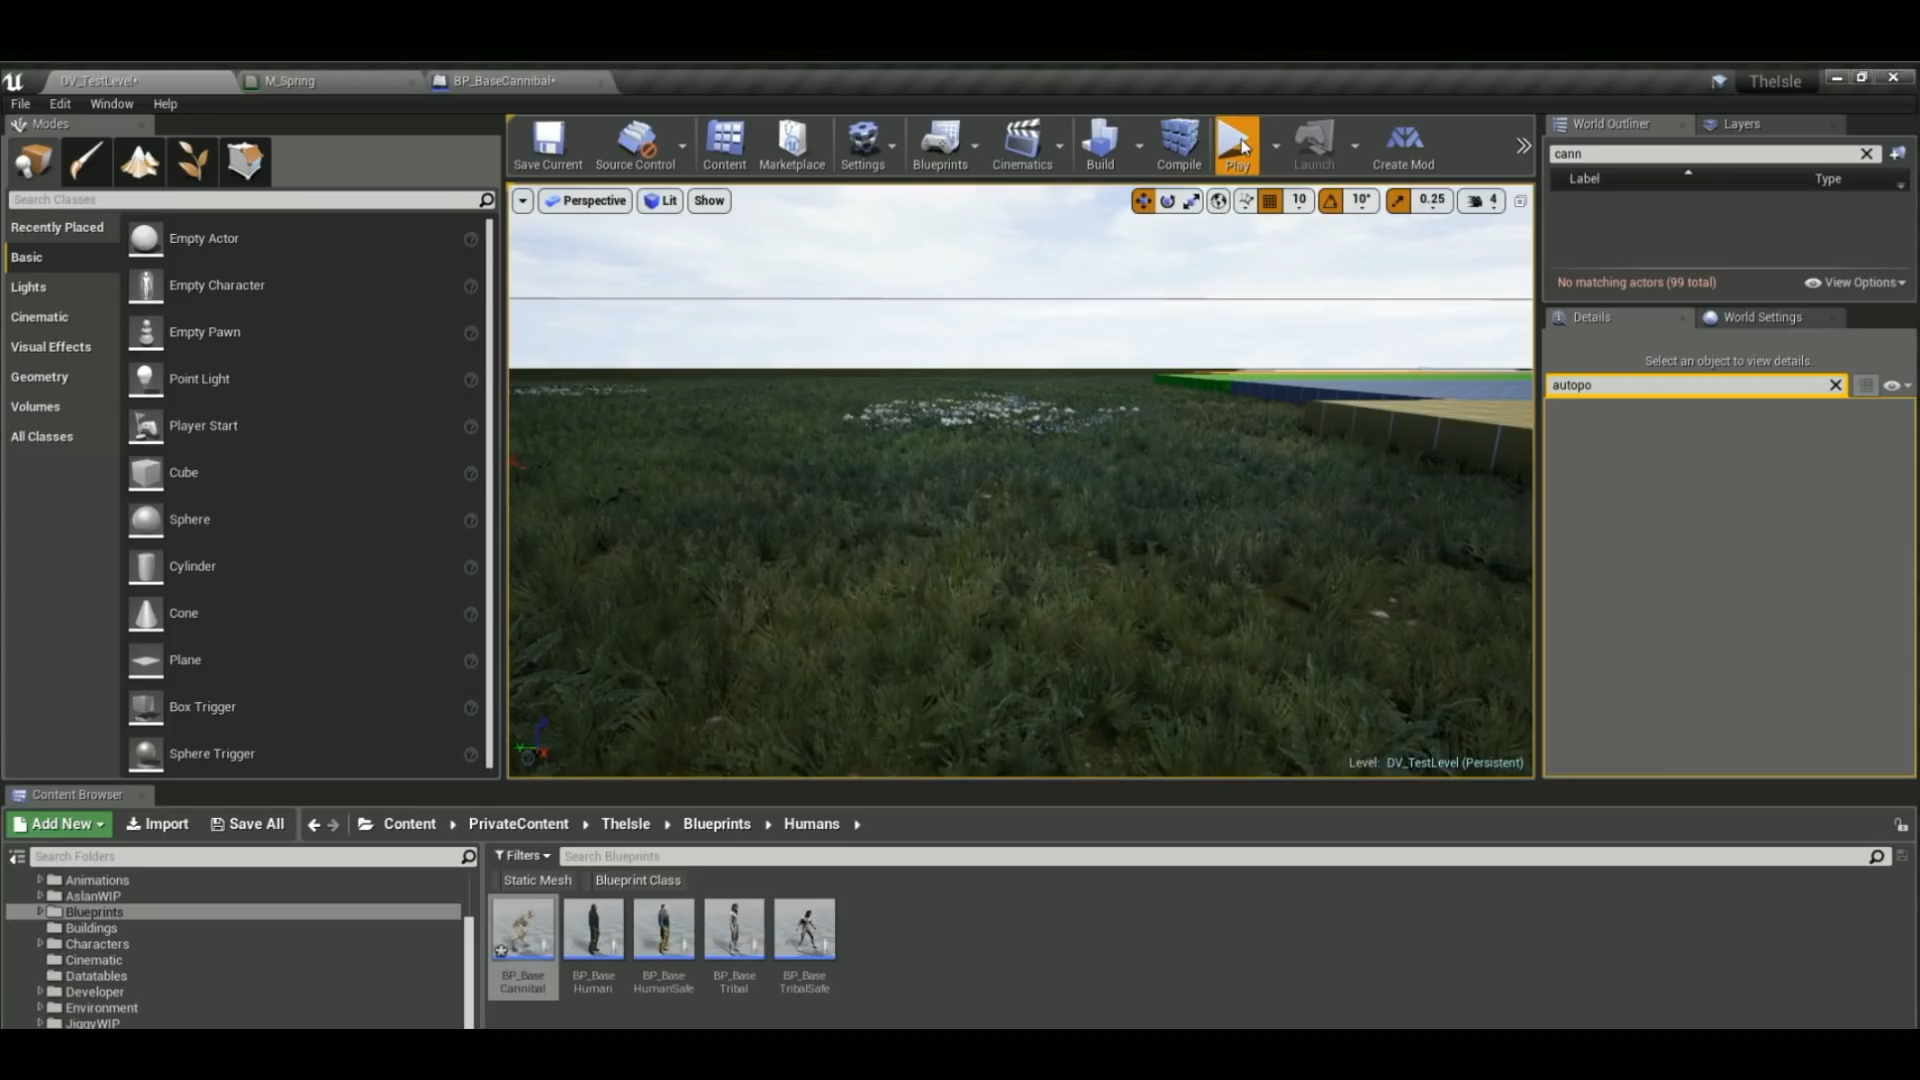 DV_TestLevel•
M_Spring
BP_BaseCannibal•
TheIsle
File
Edit
Window
Help
Modes
Save Current
Source Control
Content
Marketplace
Settings
Blueprints
Cinematics
Build
Compile
Play
Launch
Create Mod
World Outliner
Layers
cann
Label
Type
Search Classes
Perspective
Lit
Show
10
10°
0.25
4
Recently Placed
Basic
Lights
Cinematic
Visual Effects
Geometry
Volumes
All Classes
Empty Actor
Empty Character
Empty Pawn
Point Light
Player Start
Cube
Sphere
Cylinder
Cone
Plane
Box Trigger
Sphere Trigger
No matching actors (99 total)
View Options
Details
World Settings
Select an object to view details.
autopo
Level: DV_TestLevel (Persistent)
Content Browser
Add New
Import
Save All
Content
PrivateContent
TheIsle
Blueprints
Humans
Search Folders
Filters
Search Blueprints
Static Mesh
Blueprint Class
Animations
AslanWIP
Blueprints
Buildings
Characters
Cinematic
Datatables
Developer
Environment
JiggyWIP
BP_Base
Cannibal
BP_Base
Human
BP_Base
HumanSafe
BP_Base
Tribal
BP_Base
TribalSafe